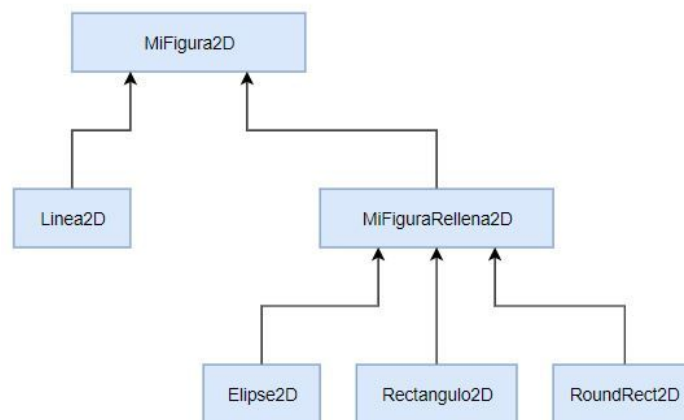 MiFigura2D
Linea2D
MiFiguraRellena2D
Elipse2D
Rectangulo2D
RoundRect2D